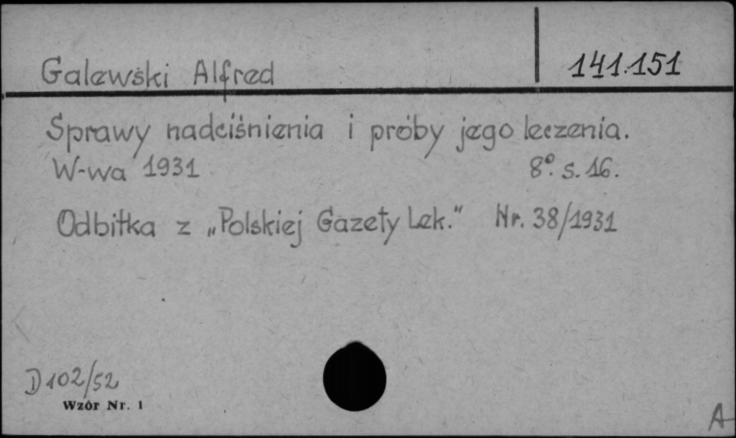 Galewski Alfred 141.151
Sprawy nadciśnienia i próby jego leczenia.
W-wa 1931 8° s. 16.
Odbitka z „Polskiej Gazety Lek.” Nr. 38/1931
D 102/52
Wzór Nr. 1
A